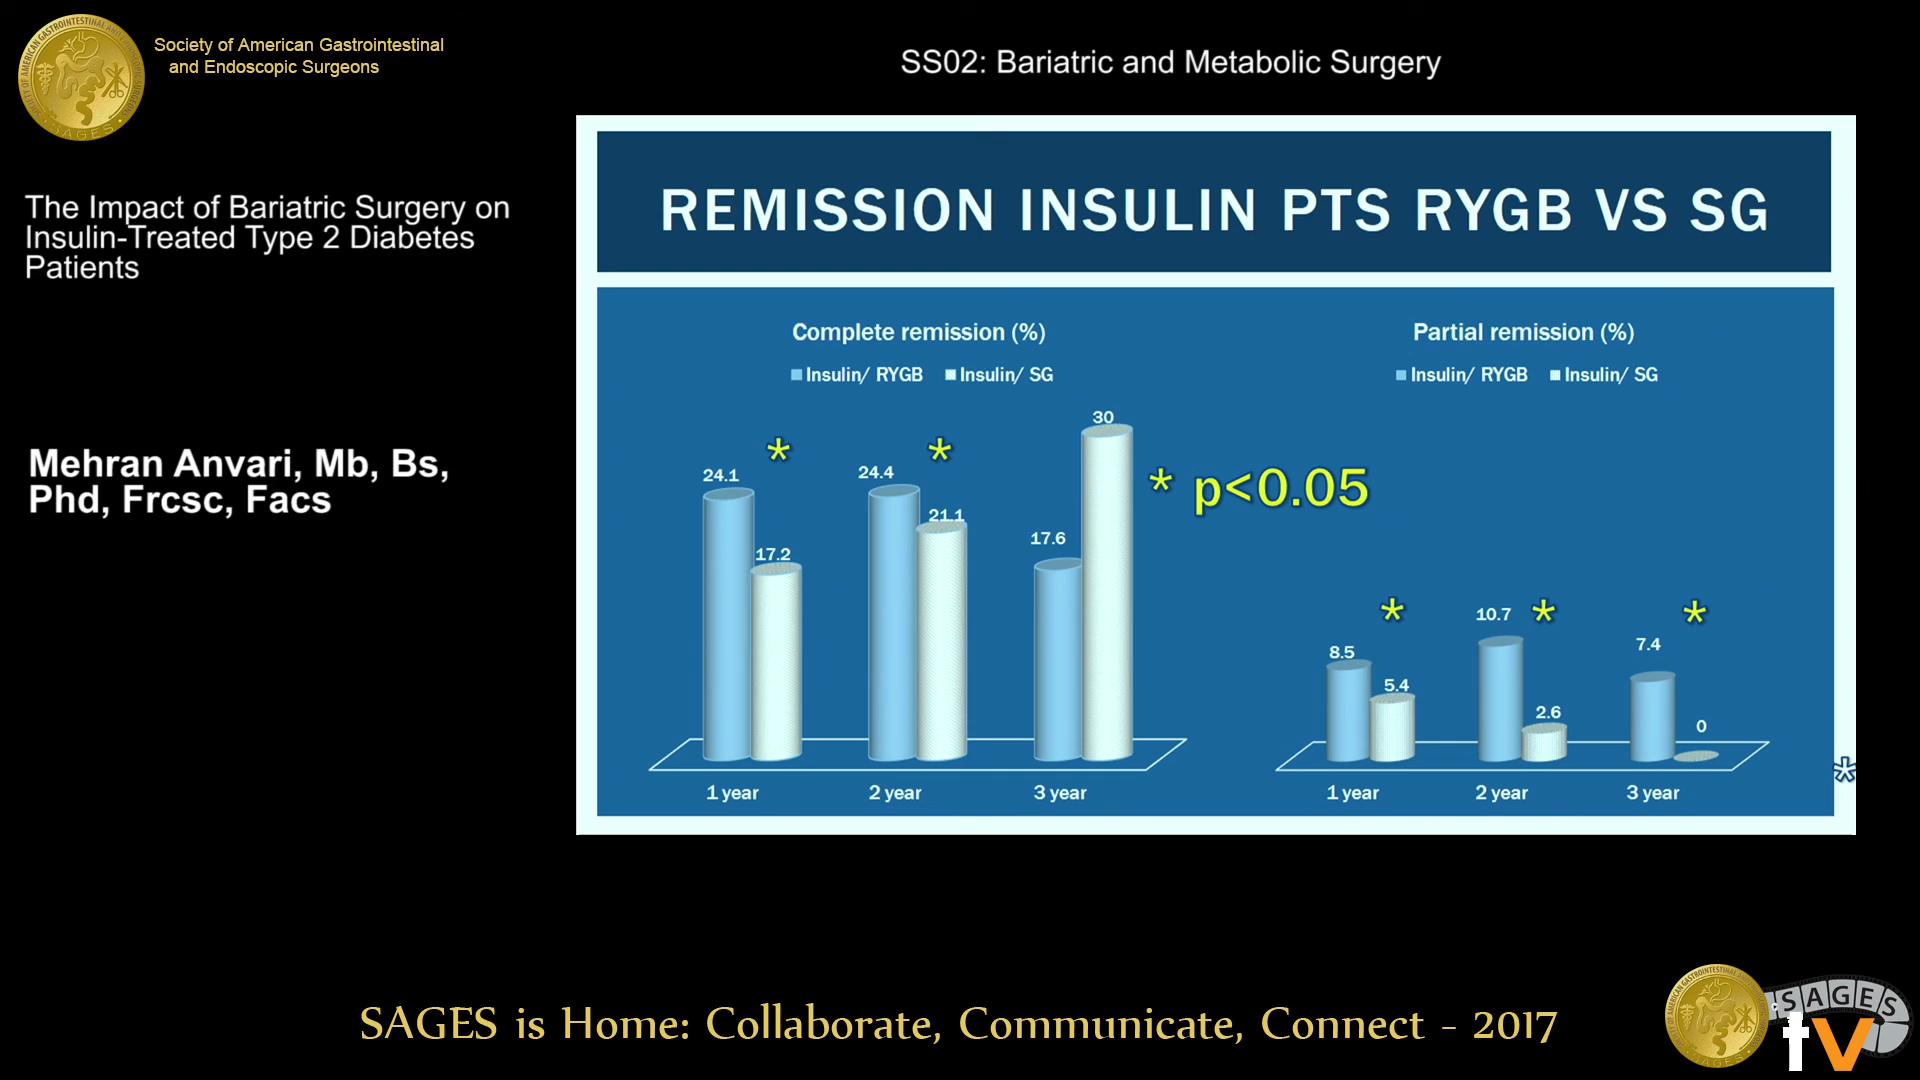 Society of American Gastrointestinal
and Endoscopic Surgeons
SS02: Bariatric and Metabolic Surgery
The Impact of Bariatric Surgery on
Insulin-Treated Type 2 Diabetes
Patients
Mehran Anvari, Mb, Bs,
Phd, Frcsc, Facs
REMISSION INSULIN PTS RYGB VS SG
Complete remission (%)
Insulin/ RYGB Insulin/ SG
24.1 * 17.2
24.4 * 21.1
17.6 30
* p<0.05
1 year 2 year 3 year
Partial remission (%)
Insulin/ RYGB Insulin/ SG
8.5 * 5.4
10.7 * 2.6
7.4 * 0
1 year 2 year 3 year
*
SAGES is Home: Collaborate, Communicate, Connect - 2017
SAGES
tv